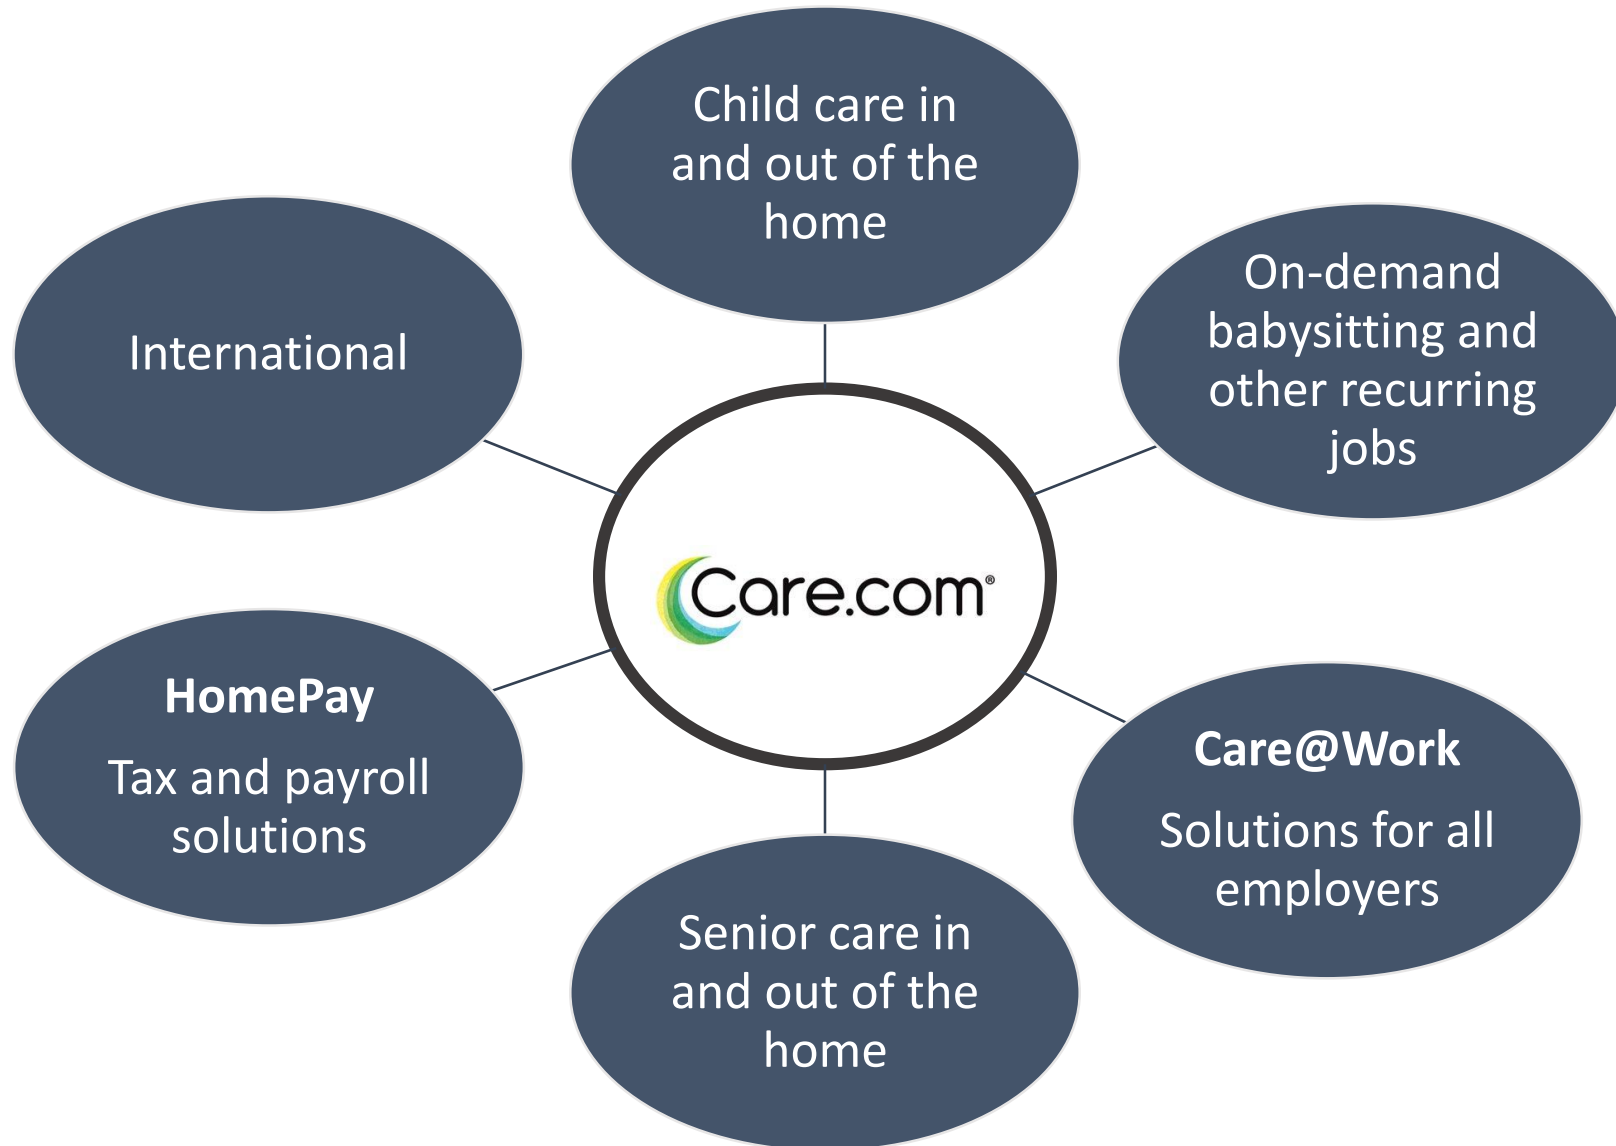 Child care in
and out of the
home
On-demand
babysitting and
other recurring
jobs
International
Care.com®
HomePay
Tax and payroll
solutions
Care@Work
Solutions for all
employers
Senior care in
and out of the
home